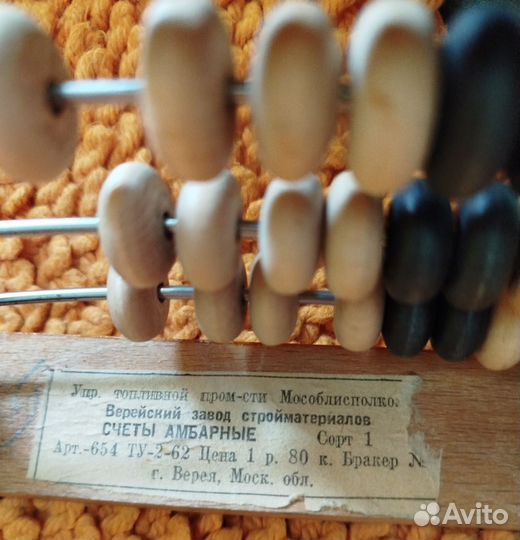 Упр. топливной пром-сти Мособлисполко
Верейский завод стройматериалов
СЧЕТЫ АМБАРНЫЕ Сорт 1
Арт.-654 ТУ-2-62 Цена 1 р. 80 к. Бракер №
г. Верея, Моск. обл.
Avito